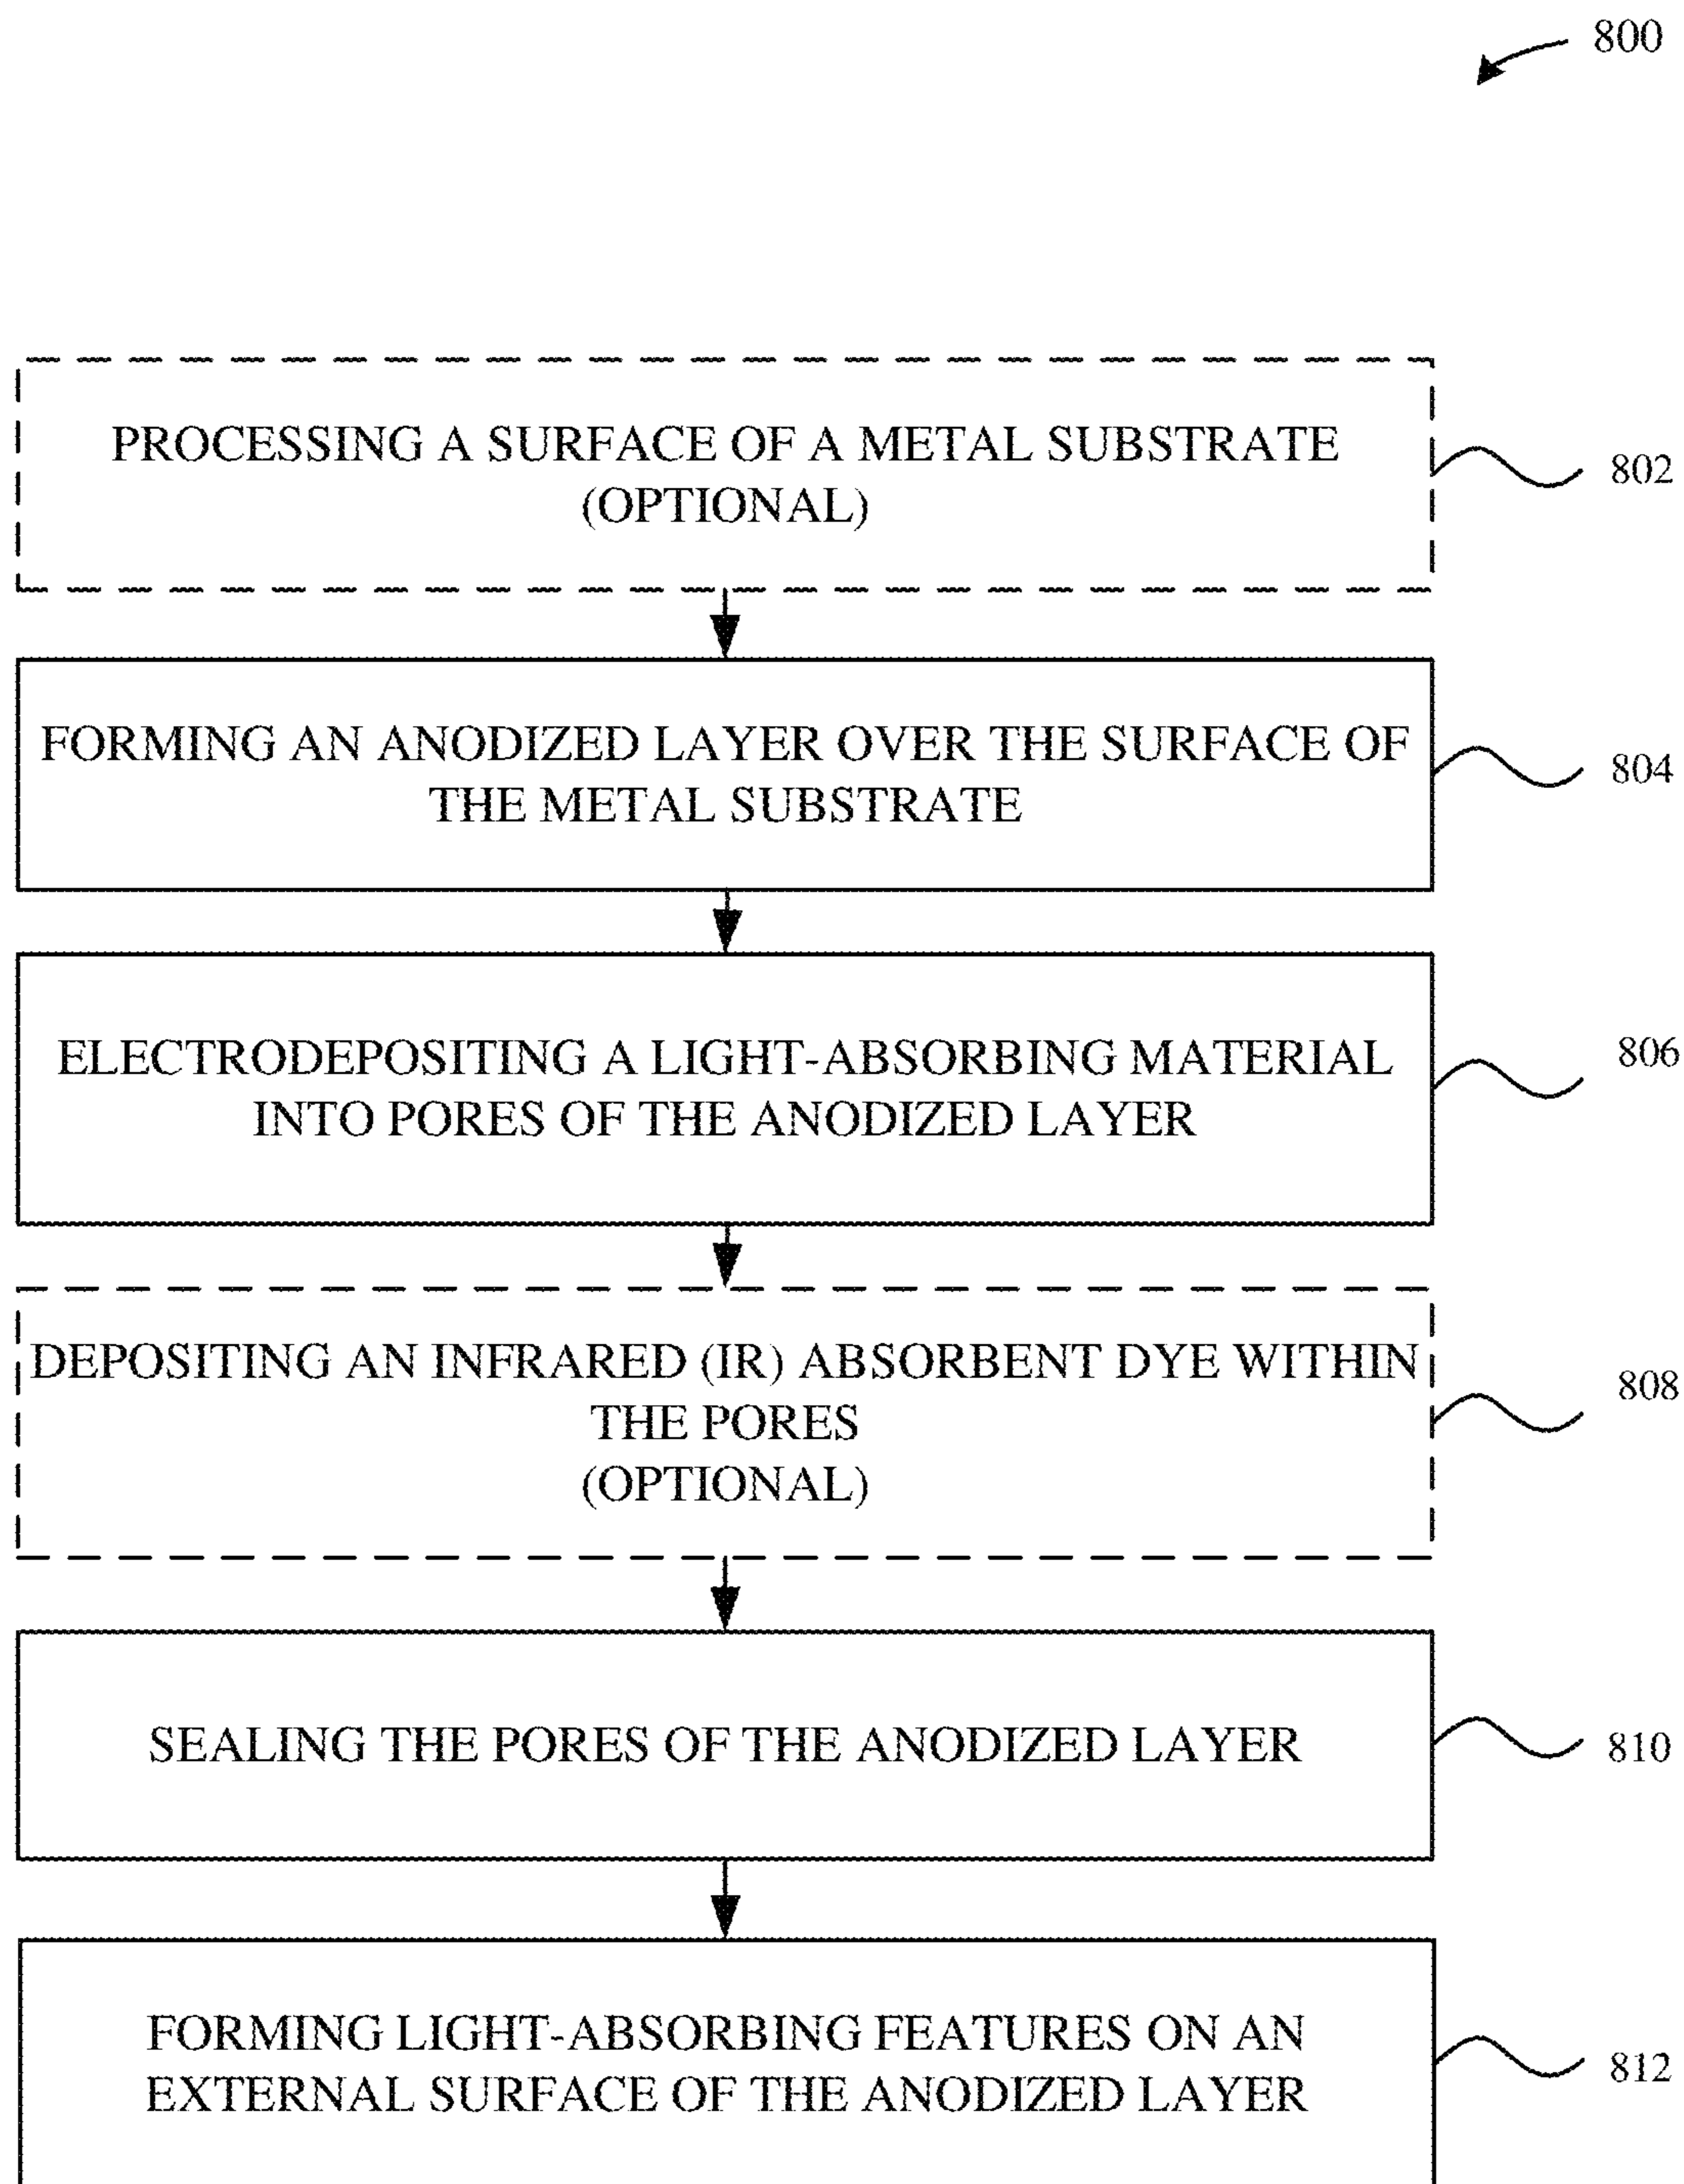 800
PROCESSING A SURFACE OF A METAL SUBSTRATE
(OPTIONAL)
802
FORMING AN ANODIZED LAYER OVER THE SURFACE OF
THE METAL SUBSTRATE
804
ELECTRODEPOSITING A LIGHT-ABSORBING MATERIAL
INTO PORES OF THE ANODIZED LAYER
806
DEPOSITING AN INFRARED (IR) ABSORBENT DYE WITHIN
THE PORES
(OPTIONAL)
808
SEALING THE PORES OF THE ANODIZED LAYER
810
FORMING LIGHT-ABSORBING FEATURES ON AN
EXTERNAL SURFACE OF THE ANODIZED LAYER
812